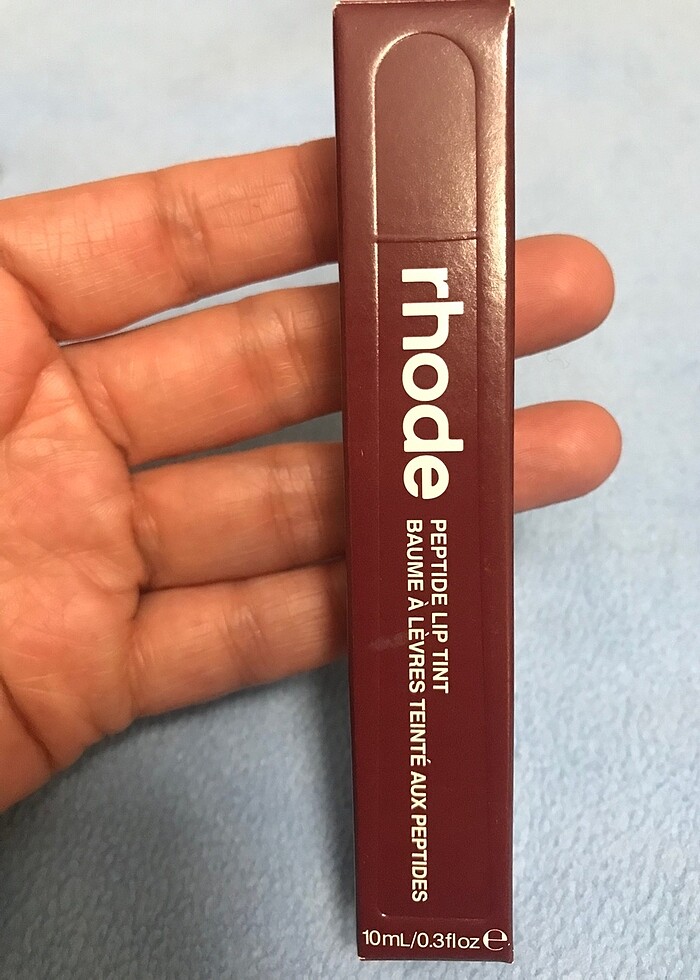 rhode
PEPTIDE LIP TINT
BAUME À LÈVRES TEINTÉ AUX PEPTIDES
10mL/0.3floz℮